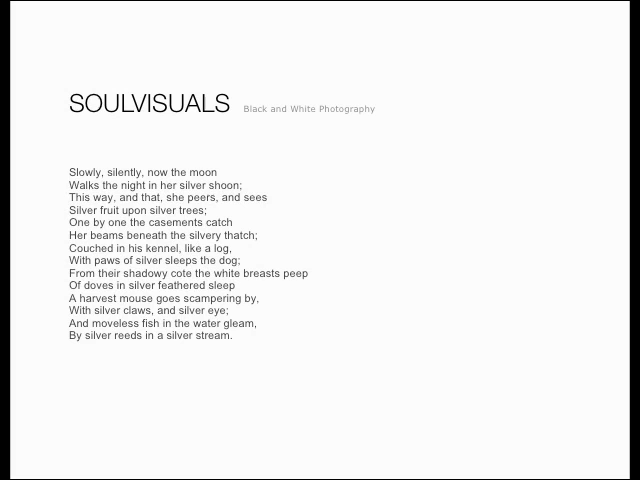 SOULVISUALS Black and White Photography
Slowly, silently, now the moon
Walks the night in her silver shoon;
This way, and that, she peers, and sees
Silver fruit upon silver trees;
One by one the casements catch
Her beams beneath the silvery thatch;
Couched in his kennel, like a log,
With paws of silver sleeps the dog;
From their shadowy cote the white breasts peep
Of doves in silver feathered sleep
A harvest mouse goes scampering by,
With silver claws, and silver eye;
And moveless fish in the water gleam,
By silver reeds in a silver stream.